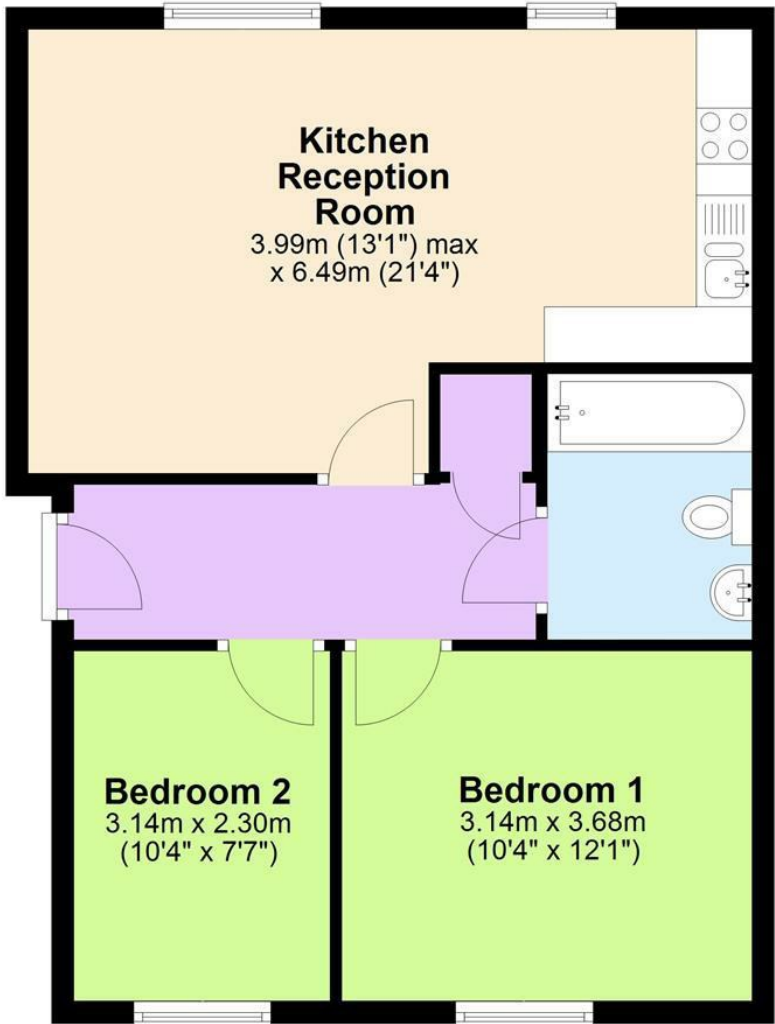 Kitchen
Reception
Room
3.99m (13'1") max
x 6.49m (21'4")
Bedroom 2
3.14m x 2.30m
(10'4" x 7'7")
Bedroom 1
3.14m x 3.68m
(10'4" x 12'1")